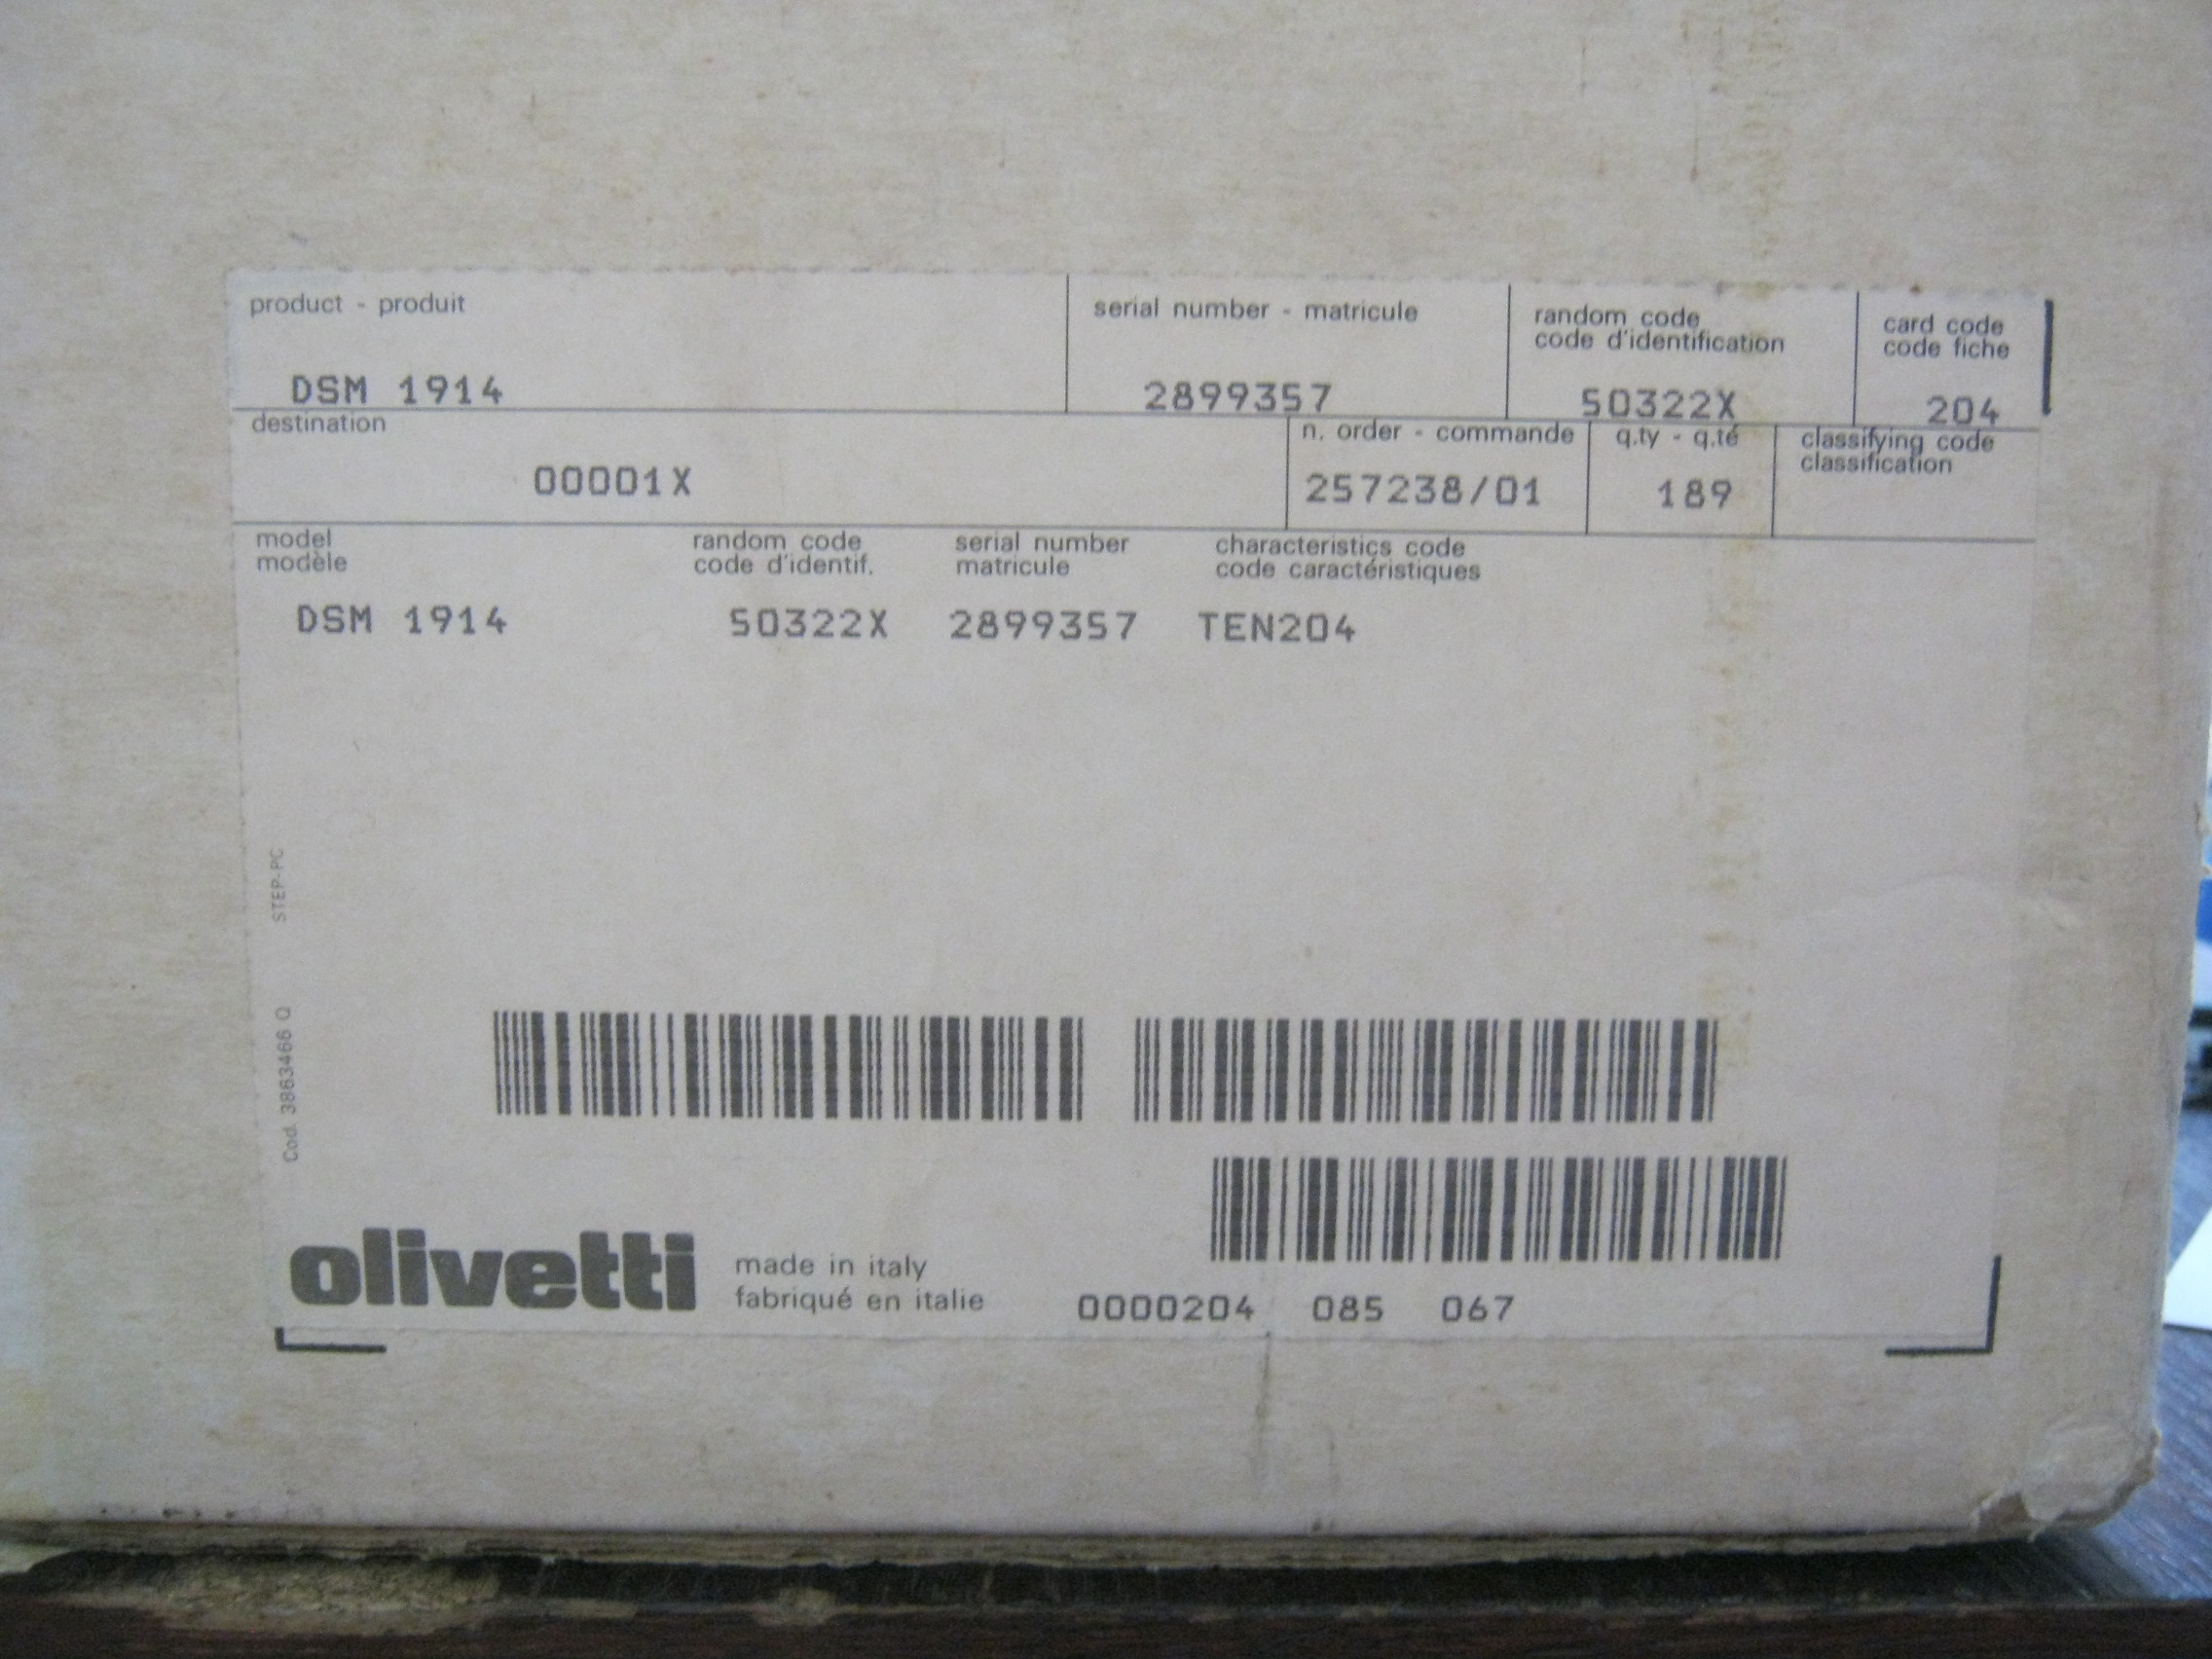 product - produit
serial number - matricule
random code
code d'identification
card code
code fiche
DSM 1914
2899357
50322X
204
destination
n. order - commande
q.ty - q.té
classifying code
classification
00001X
257238/01
189
model
modèle
random code
code d'identif.
serial number
matricule
characteristics code
code caractéristiques
DSM 1914
50322X
2899357
TEN204
STEP-PC
Cod. 3863466 Q
olivetti
made in italy
fabriqué en italie
0000204 085 067